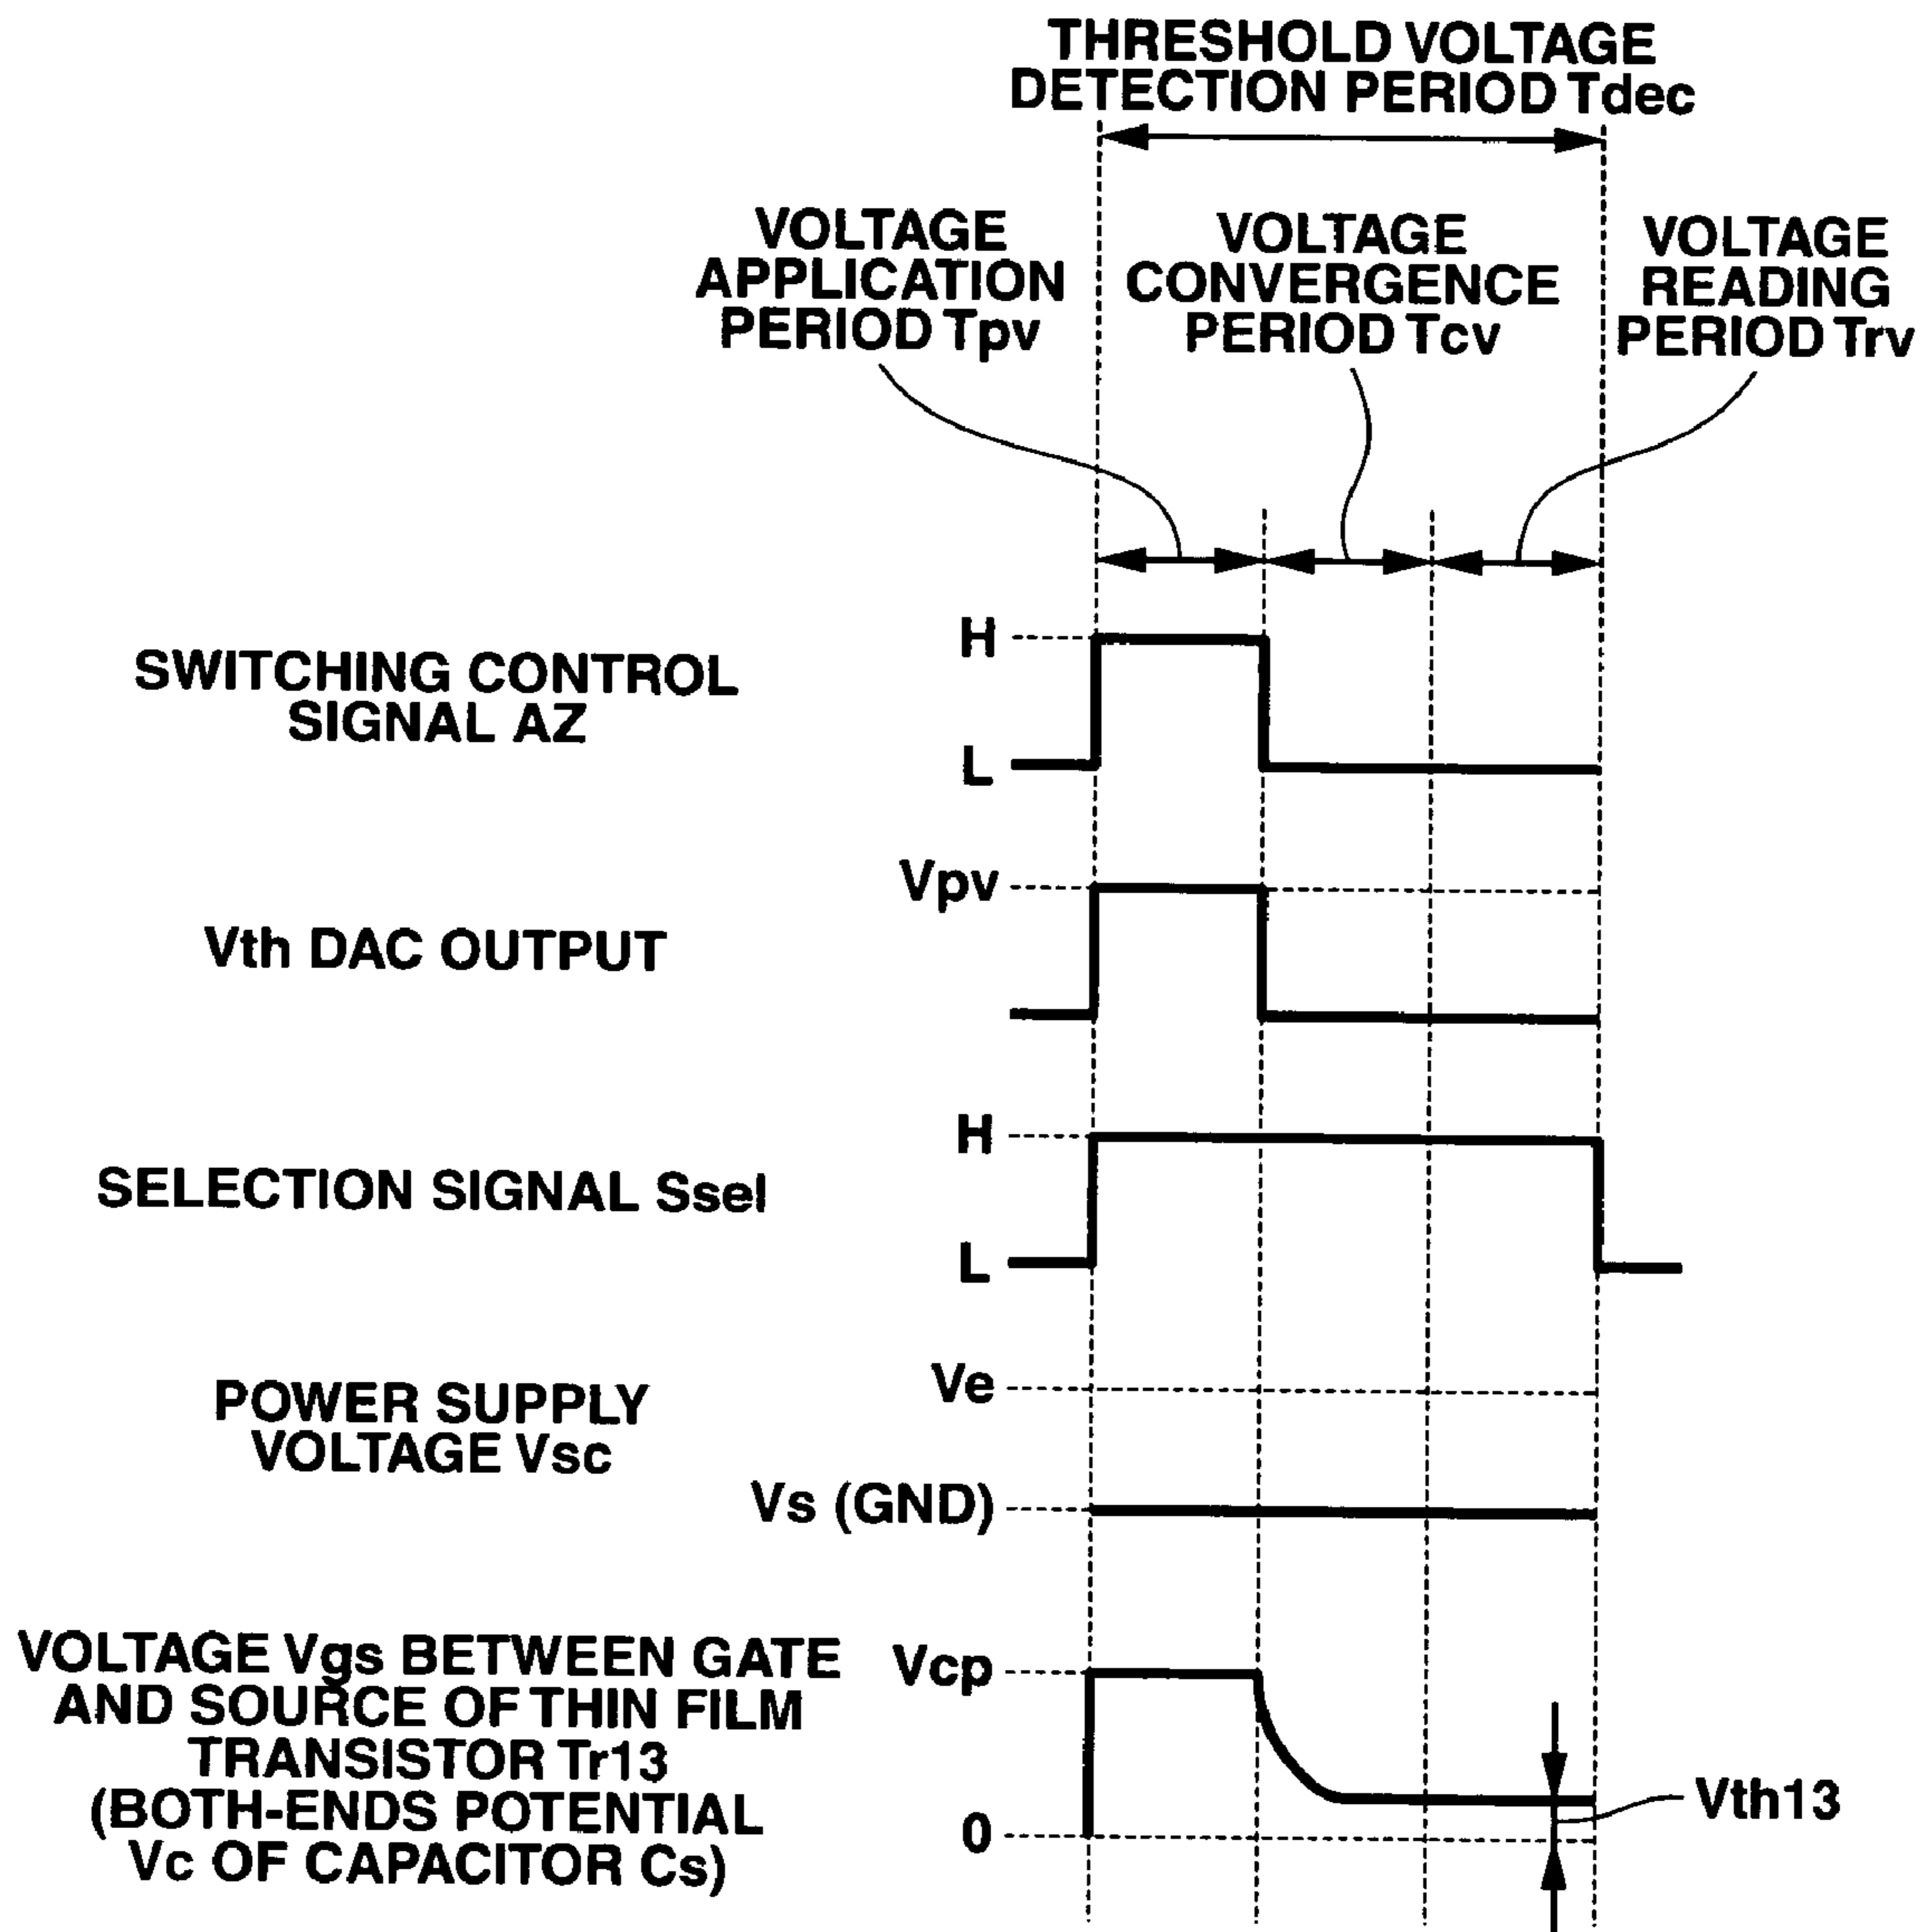 THRESHOLD VOLTAGE
DETECTION PERIOD Tdec
VOLTAGE
APPLICATION
PERIOD Tpv
VOLTAGE
CONVERGENCE
PERIOD Tcv
VOLTAGE
READING
PERIOD Trv
SWITCHING CONTROL
SIGNAL AZ
H
L
Vth DAC OUTPUT
Vpv
SELECTION SIGNAL Ssel
H
L
POWER SUPPLY
VOLTAGE Vsc
Ve
Vs (GND)
VOLTAGE Vgs BETWEEN GATE
AND SOURCE OF THIN FILM
TRANSISTOR Tr13
(BOTH-ENDS POTENTIAL
Vc OF CAPACITOR Cs)
Vcp
0
Vth13